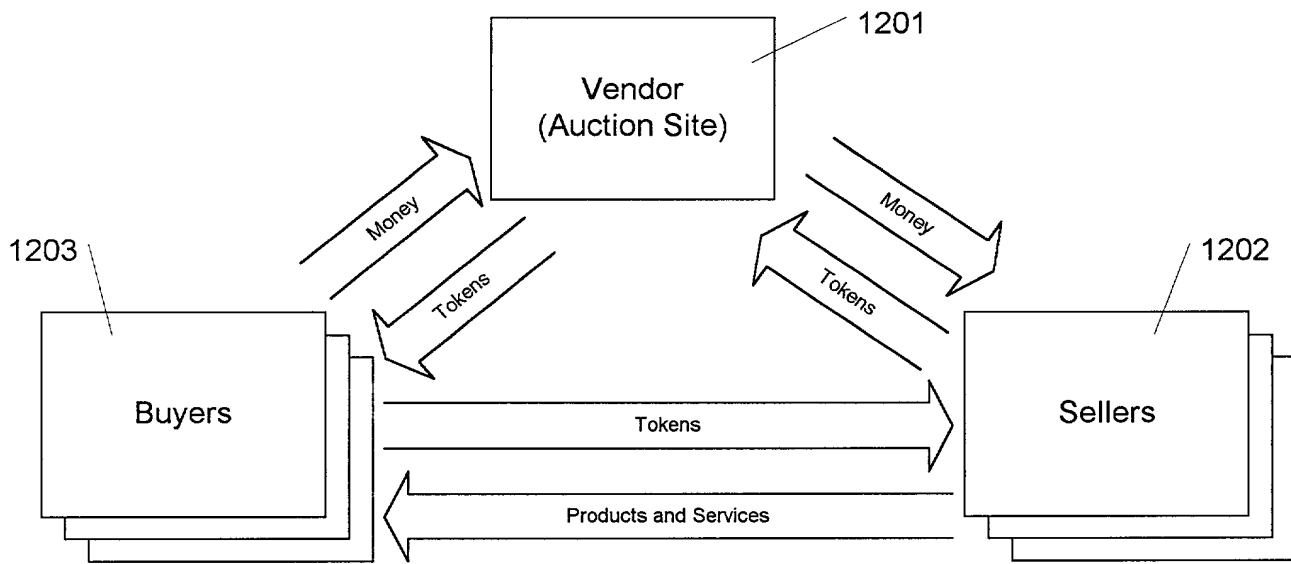 1201
Vendor
(Auction Site)
Money
Money
1203
1202
Tokens
Tokens
Buyers
Sellers
Tokens
Products and Services